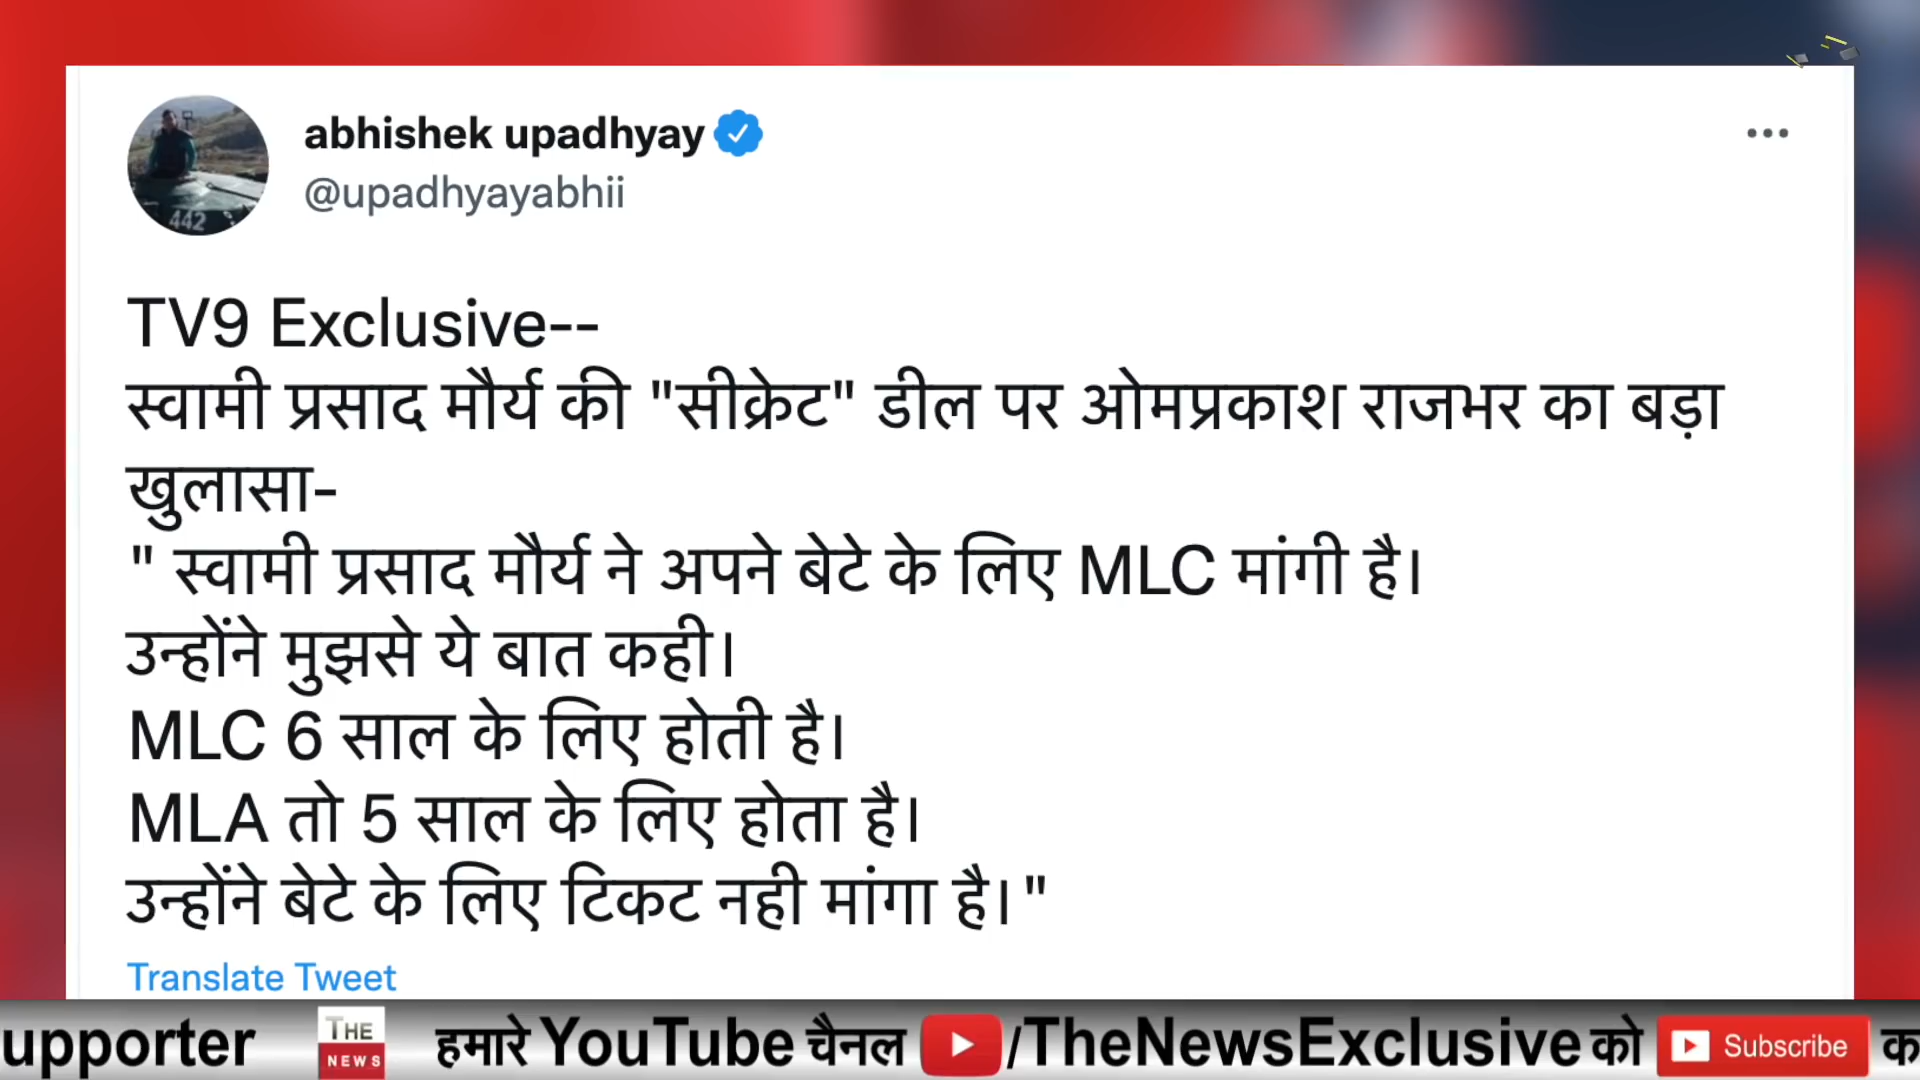 abhishek upadhyay
@upadhyayabhii
442
TV9 Exclusive--
स्वामी प्रसाद मौर्य की "सीक्रेट" डील पर ओमप्रकाश राजभर का बड़ा
खुलासा-
" स्वामी प्रसाद मौर्य ने अपने बेटे के लिए MLC मांगी है।
उन्होंने मुझसे ये बात कही।
MLC 6 साल के लिए होती है।
MLA तो 5 साल के लिए होता है।
उन्होंने बेटे के लिए टिकट नही मांगा है। "
Translate Tweet
upporter THE NEWS हमारे YouTube चैनल /TheNewsExclusive को Subscribe क